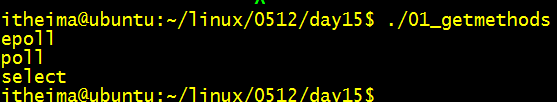 itheima@ubuntu:~/linux/0512/day15$ ./01_getmethods
epoll
poll
select
itheima@ubuntu:~/linux/0512/day15$